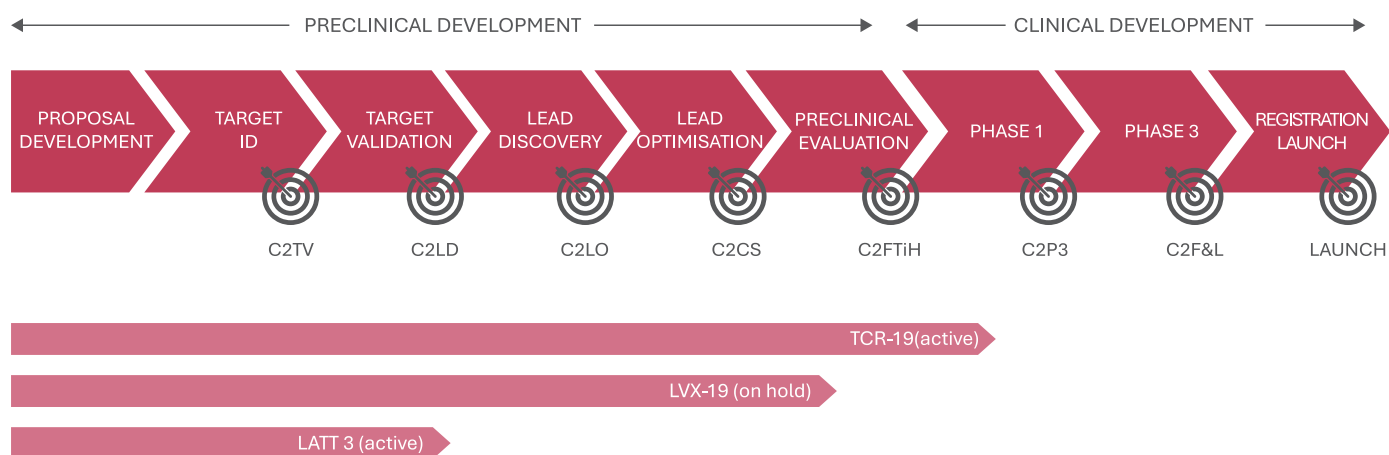 PRECLINICAL DEVELOPMENT
CLINICAL DEVELOPMENT
PROPOSAL
DEVELOPMENT
TARGET
ID
TARGET
VALIDATION
LEAD
DISCOVERY
LEAD
OPTIMISATION
PRECLINICAL
EVALUATION
PHASE 1
PHASE 3
REGISTRATION
LAUNCH
C2TV
C2LD
C2LO
C2CS
C2FTiH
C2P3
C2F&L
LAUNCH
TCR-19(active)
LVX-19 (on hold)
LATT 3 (active)